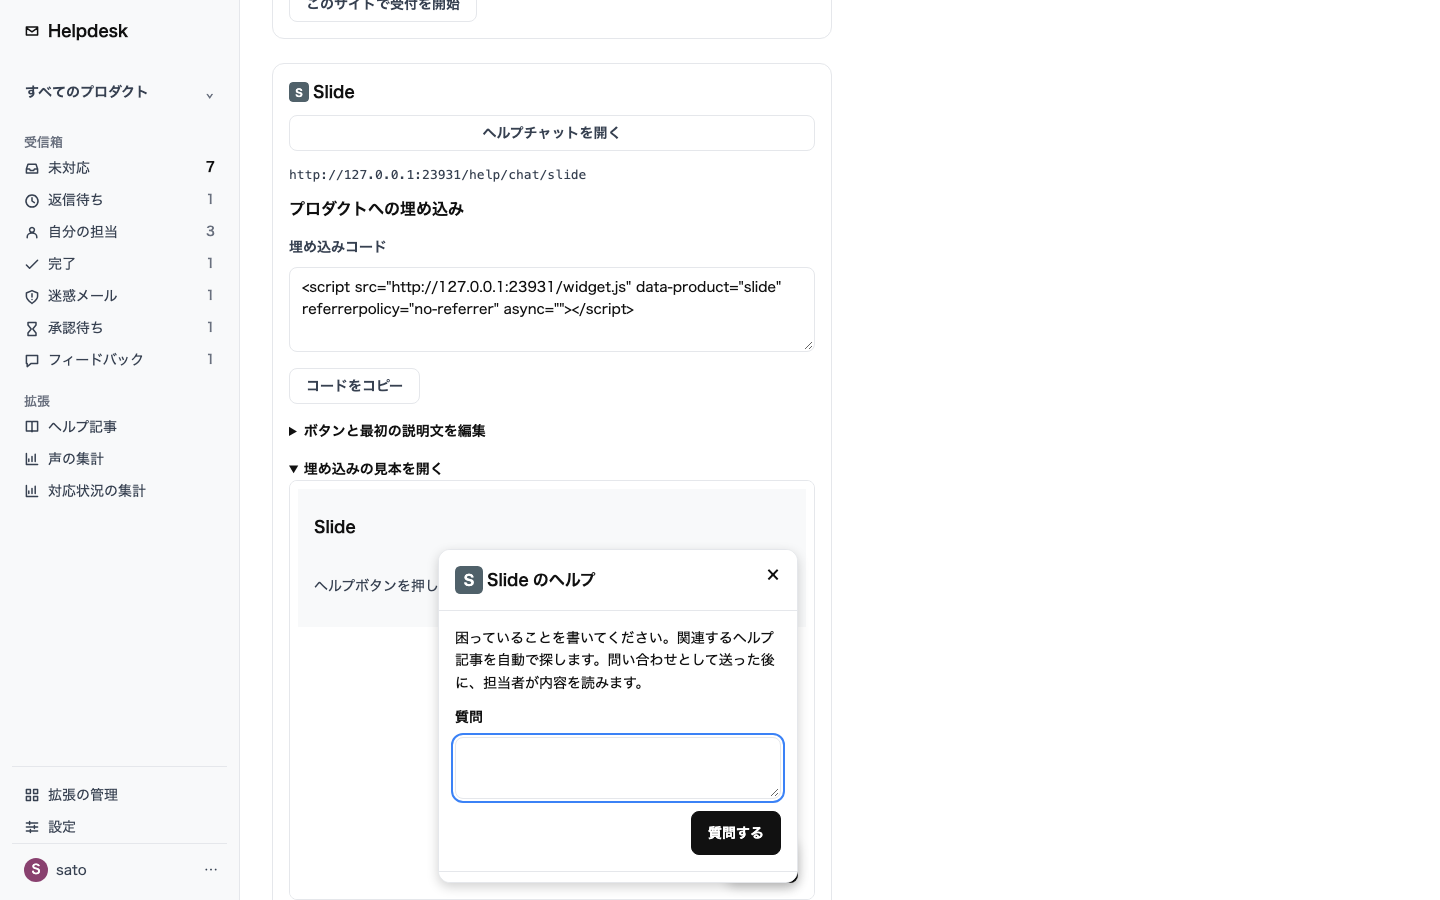 Helpdesk
すべてのプロダクト
受信箱
未対応 7
返信待ち 1
自分の担当 3
完了 1
迷惑メール 1
承認待ち 1
フィードバック 1
拡張
ヘルプ記事
声の集計
対応状況の集計
拡張の管理
設定
S sato ...
このサイトで受付を開始
S Slide
ヘルプチャットを開く
http://127.0.0.1:23931/help/chat/slide
プロダクトへの埋め込み
埋め込みコード
<script src="http://127.0.0.1:23931/widget.js" data-product="slide"
referrerpolicy="no-referrer" async=""></script>
コードをコピー
ボタンと最初の説明文を編集
埋め込みの見本を開く
Slide
ヘルプボタンを押し
S Slide のヘルプ
困っていることを書いてください。関連するヘルプ
記事を自動で探します。問い合わせとして送った後
に、担当者が内容を読みます。
質問
質問する